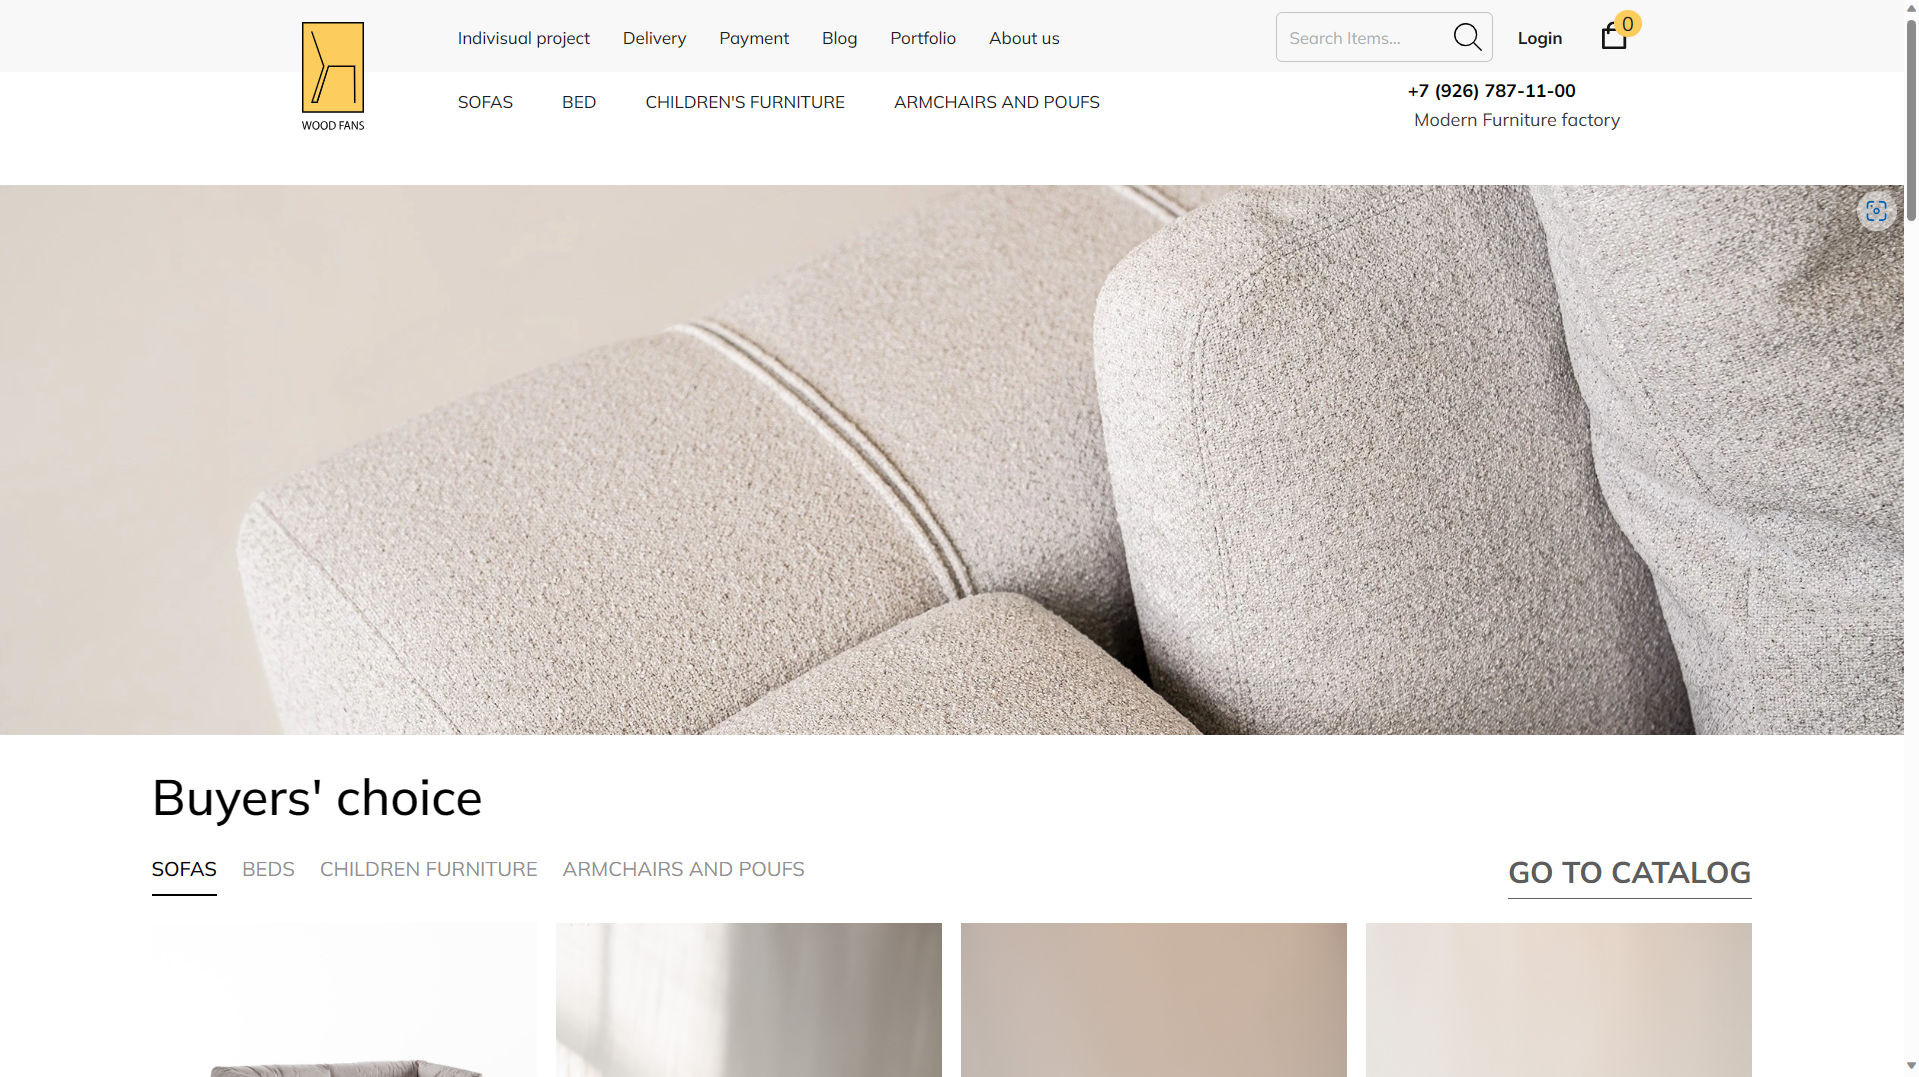 Indivisual project Delivery Payment Blog Portfolio About us Search Items... Login 0
WOOD FANS
SOFAS BED CHILDREN'S FURNITURE ARMCHAIRS AND POUFS
+7 (926) 787-11-00
Modern Furniture factory
Buyers' choice
SOFAS BEDS CHILDREN FURNITURE ARMCHAIRS AND POUFS
GO TO CATALOG